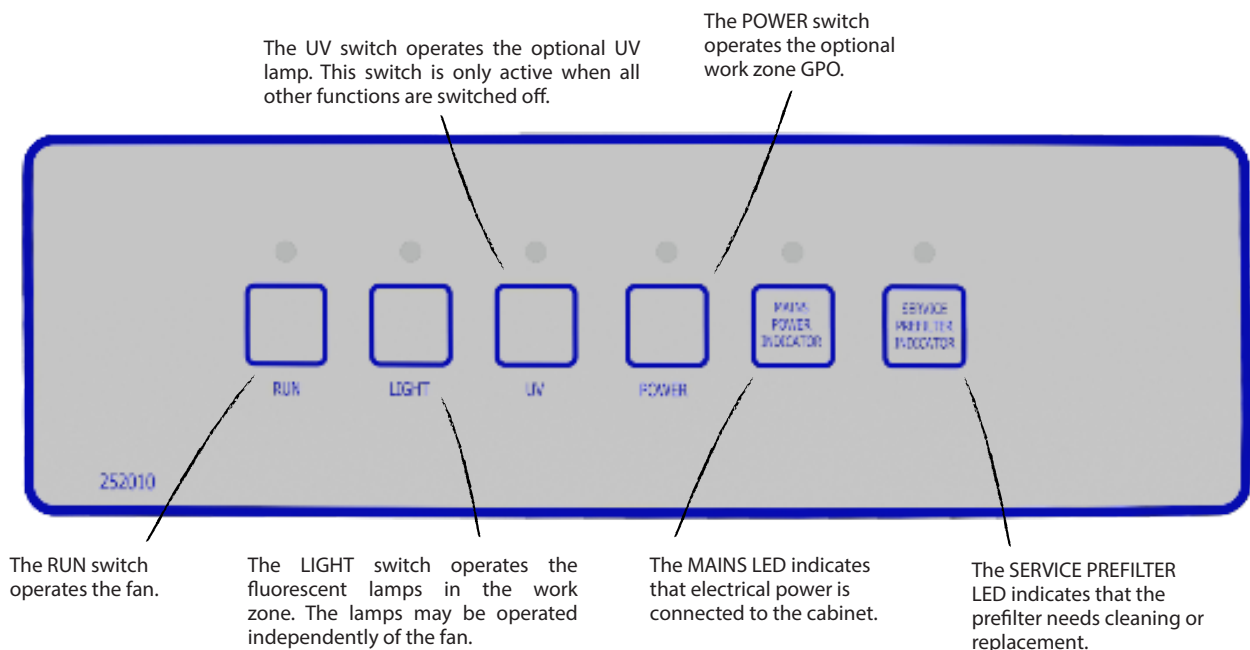 The UV switch operates the optional UV
lamp. This switch is only active when all
other functions are switched off.
The POWER switch
operates the optional
work zone GPO.
MAINS
POWER
INDICATOR
SERVICE
PREFILTER
INDICATOR
RUN
LIGHT
UV
POWER
252010
The RUN switch
operates the fan.
The LIGHT switch operates the
fluorescent lamps in the work
zone. The lamps may be operated
independently of the fan.
The MAINS LED indicates
that electrical power is
connected to the cabinet.
The SERVICE PREFILTER
LED indicates that the
prefilter needs cleaning or
replacement.